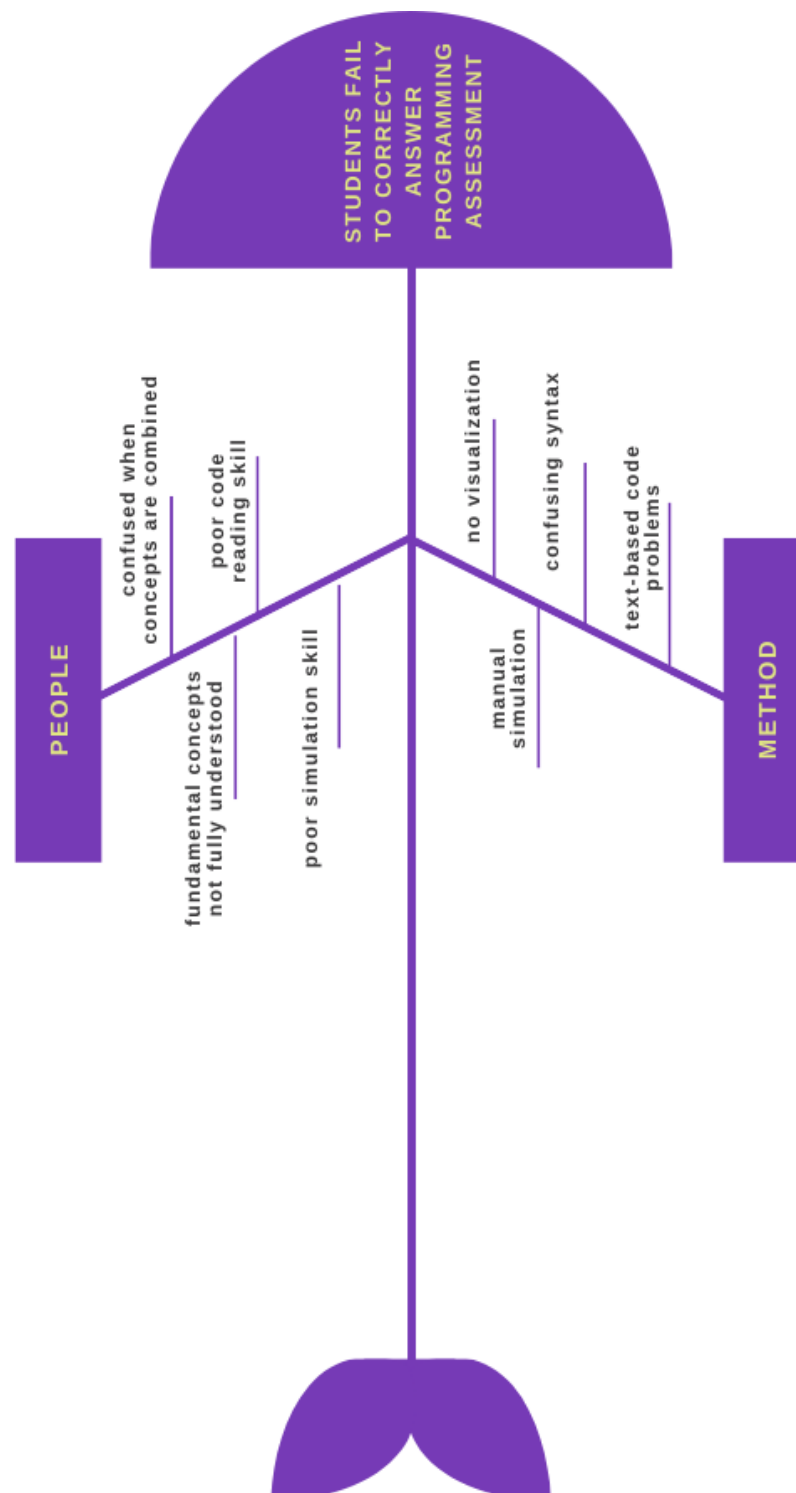 STUDENTS FAIL
TO CORRECTLY
ANSWER
PROGRAMMING
ASSESSMENT
PEOPLE
confused when
concepts are combined
fundamental concepts
not fully understood
poor code
reading skill
poor simulation skill
no visualization
manual
simulation
confusing syntax
text-based code
problems
METHOD